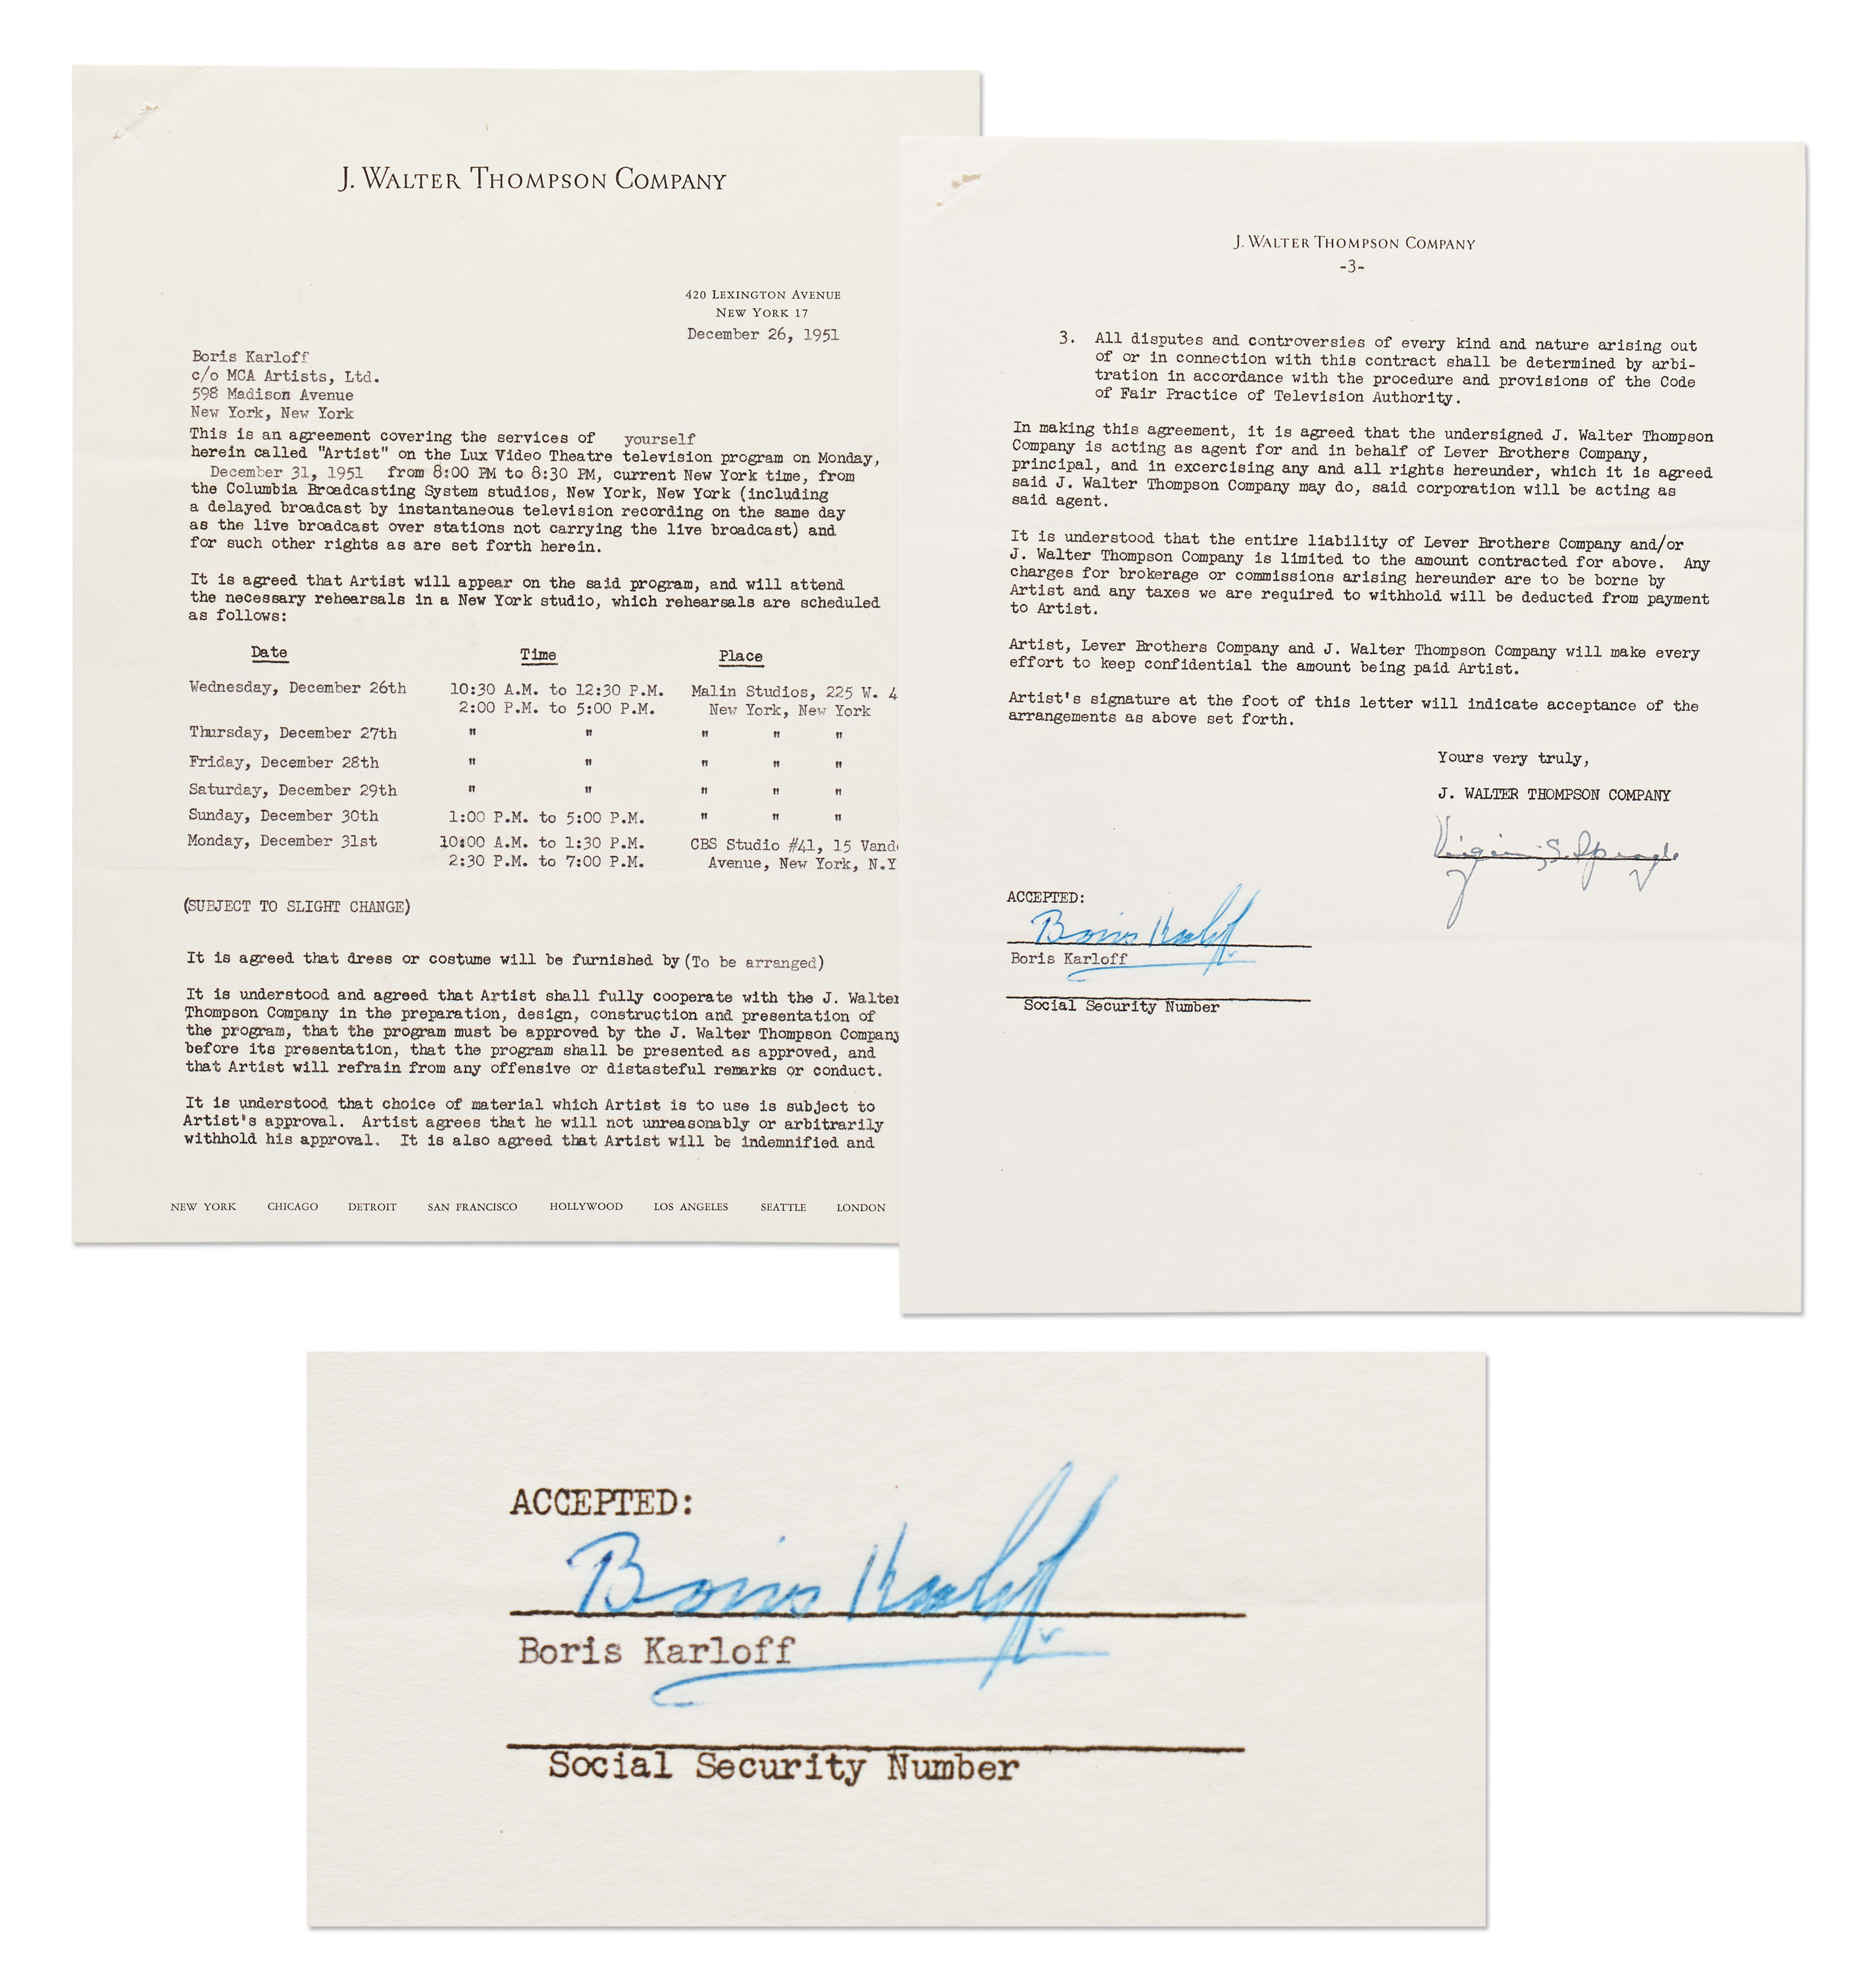 J. WALTER THOMPSON COMPANY
420 LEXINGTON AVENUE
NEW YORK 17
December 26, 1951
Boris Karloff
c/o MCA Artists, Ltd.
598 Madison Avenue
New York, New York
This is an agreement covering the services of yourself
herein called "Artist" on the Lux Video Theatre television program on Monday,
December 31, 1951 from 8:00 PM to 8:30 PM, current New York time, from
the Columbia Broadcasting System studios, New York, New York (including
a delayed broadcast by instantaneous television recording on the same day
as the live broadcast over stations not carrying the live broadcast) and
for such other rights as are set forth herein.
It is agreed that Artist will appear on the said program, and will attend
the necessary rehearsals in a New York studio, which rehearsals are scheduled
as follows:
Date Time Place
Wednesday, December 26th 10:30 A.M. to 12:30 P.M. Malin Studios, 225 W. 4
2:00 P.M. to 5:00 P.M. New York, New York
Thursday, December 27th " " " " "
Friday, December 28th " " " " "
Saturday, December 29th " " " " "
Sunday, December 30th 1:00 P.M. to 5:00 P.M. " " "
Monday, December 31st 10:00 A.M. to 1:30 P.M. CBS Studio #41, 15 Vand
2:30 P.M. to 7:00 P.M. Avenue, New York, N.Y
(SUBJECT TO SLIGHT CHANGE)
It is agreed that dress or costume will be furnished by (To be arranged)
It is understood and agreed that Artist shall fully cooperate with the J. Walter
Thompson Company in the preparation, design, construction and presentation of
the program, that the program must be approved by the J. Walter Thompson Company
before its presentation, that the program shall be presented as approved, and
that Artist will refrain from any offensive or distasteful remarks or conduct.
It is understood that choice of material which Artist is to use is subject to
Artist's approval. Artist agrees that he will not unreasonably or arbitrarily
withhold his approval. It is also agreed that Artist will be indemnified and
NEW YORK CHICAGO DETROIT SAN FRANCISCO HOLLYWOOD LOS ANGELES SEATTLE LONDON
J. WALTER THOMPSON COMPANY
-3-
3. All disputes and controversies of every kind and nature arising out
of or in connection with this contract shall be determined by arbi-
tration in accordance with the procedure and provisions of the Code
of Fair Practice of Television Authority.
In making this agreement, it is agreed that the undersigned J. Walter Thompson
Company is acting as agent for and in behalf of Lever Brothers Company,
principal, and in excercising any and all rights hereunder, which it is agreed
said J. Walter Thompson Company may do, said corporation will be acting as
said agent.
It is understood that the entire liability of Lever Brothers Company and/or
J. Walter Thompson Company is limited to the amount contracted for above. Any
charges for brokerage or commissions arising hereunder are to be borne by
Artist and any taxes we are required to withhold will be deducted from payment
to Artist.
Artist, Lever Brothers Company and J. Walter Thompson Company will make every
effort to keep confidential the amount being paid Artist.
Artist's signature at the foot of this letter will indicate acceptance of the
arrangements as above set forth.
Yours very truly,
J. WALTER THOMPSON COMPANY
ACCEPTED:
Boris Karloff
Boris Karloff
Social Security Number
ACCEPTED:
Boris Karloff
Boris Karloff
Social Security Number